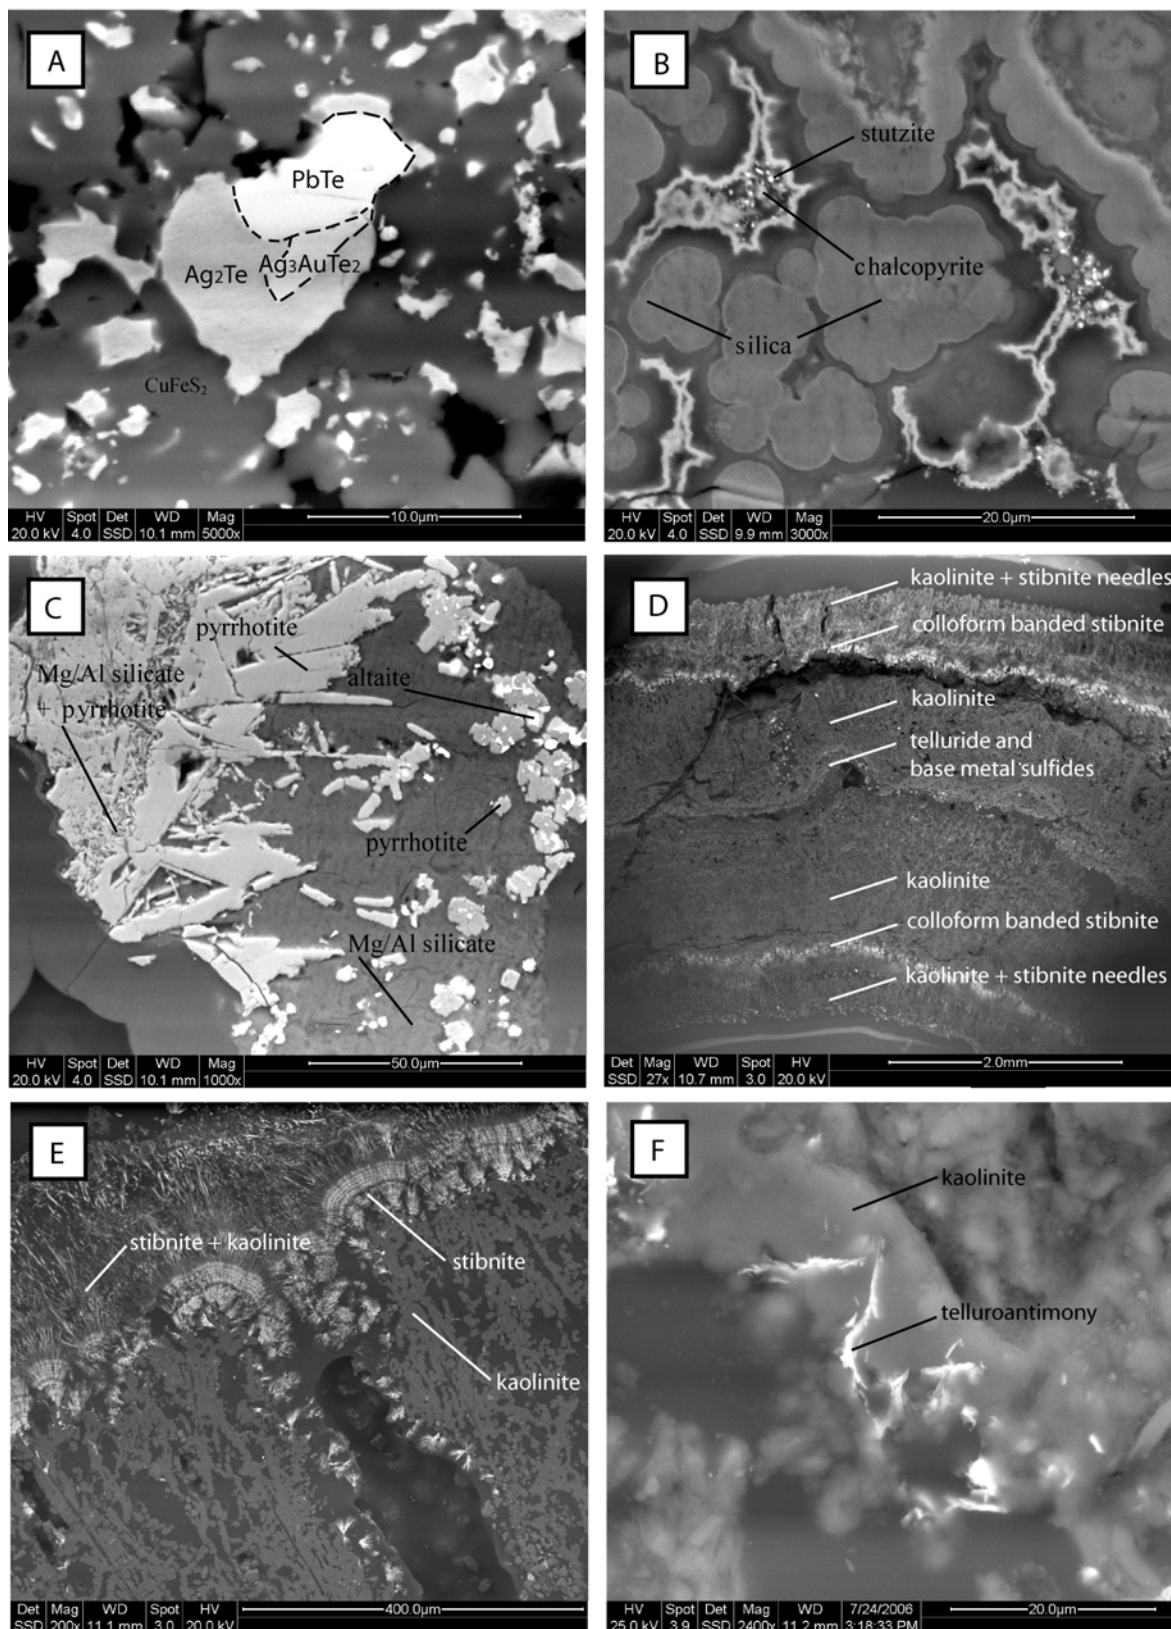 A
PbTe
Ag₂Te
Ag₃AuTe₂
CuFeS₂
HV Spot Det WD Mag
20.0 kV 4.0 SSD 10.1 mm 5000x
10.0µm
B
stutzite
chalcopyrite
silica
HV Spot Det WD Mag
20.0 kV 4.0 SSD 9.9 mm 3000x
20.0µm
C
pyrrhotite
Mg/Al silicate
+ pyrrhotite
altaite
pyrrhotite
Mg/Al silicate
HV Spot Det WD Mag
20.0 kV 4.0 SSD 10.1 mm 1000x
50.0µm
D
kaolinite + stibnite needles
colloform banded stibnite
kaolinite
telluride and
base metal sulfides
kaolinite
colloform banded stibnite
kaolinite + stibnite needles
Det Mag WD Spot HV
SSD 27x 10.7 mm 3.0 20.0 kV
2.0mm
E
stibnite + kaolinite
stibnite
kaolinite
Det Mag WD Spot HV
SSD 200x 11.1 mm 3.0 20.0 kV
400.0µm
F
kaolinite
telluroantimony
HV Spot Det Mag WD 7/24/2006
25.0 kV 3.9 SSD 2400x 11.2 mm 3:18:33 PM
20.0µm